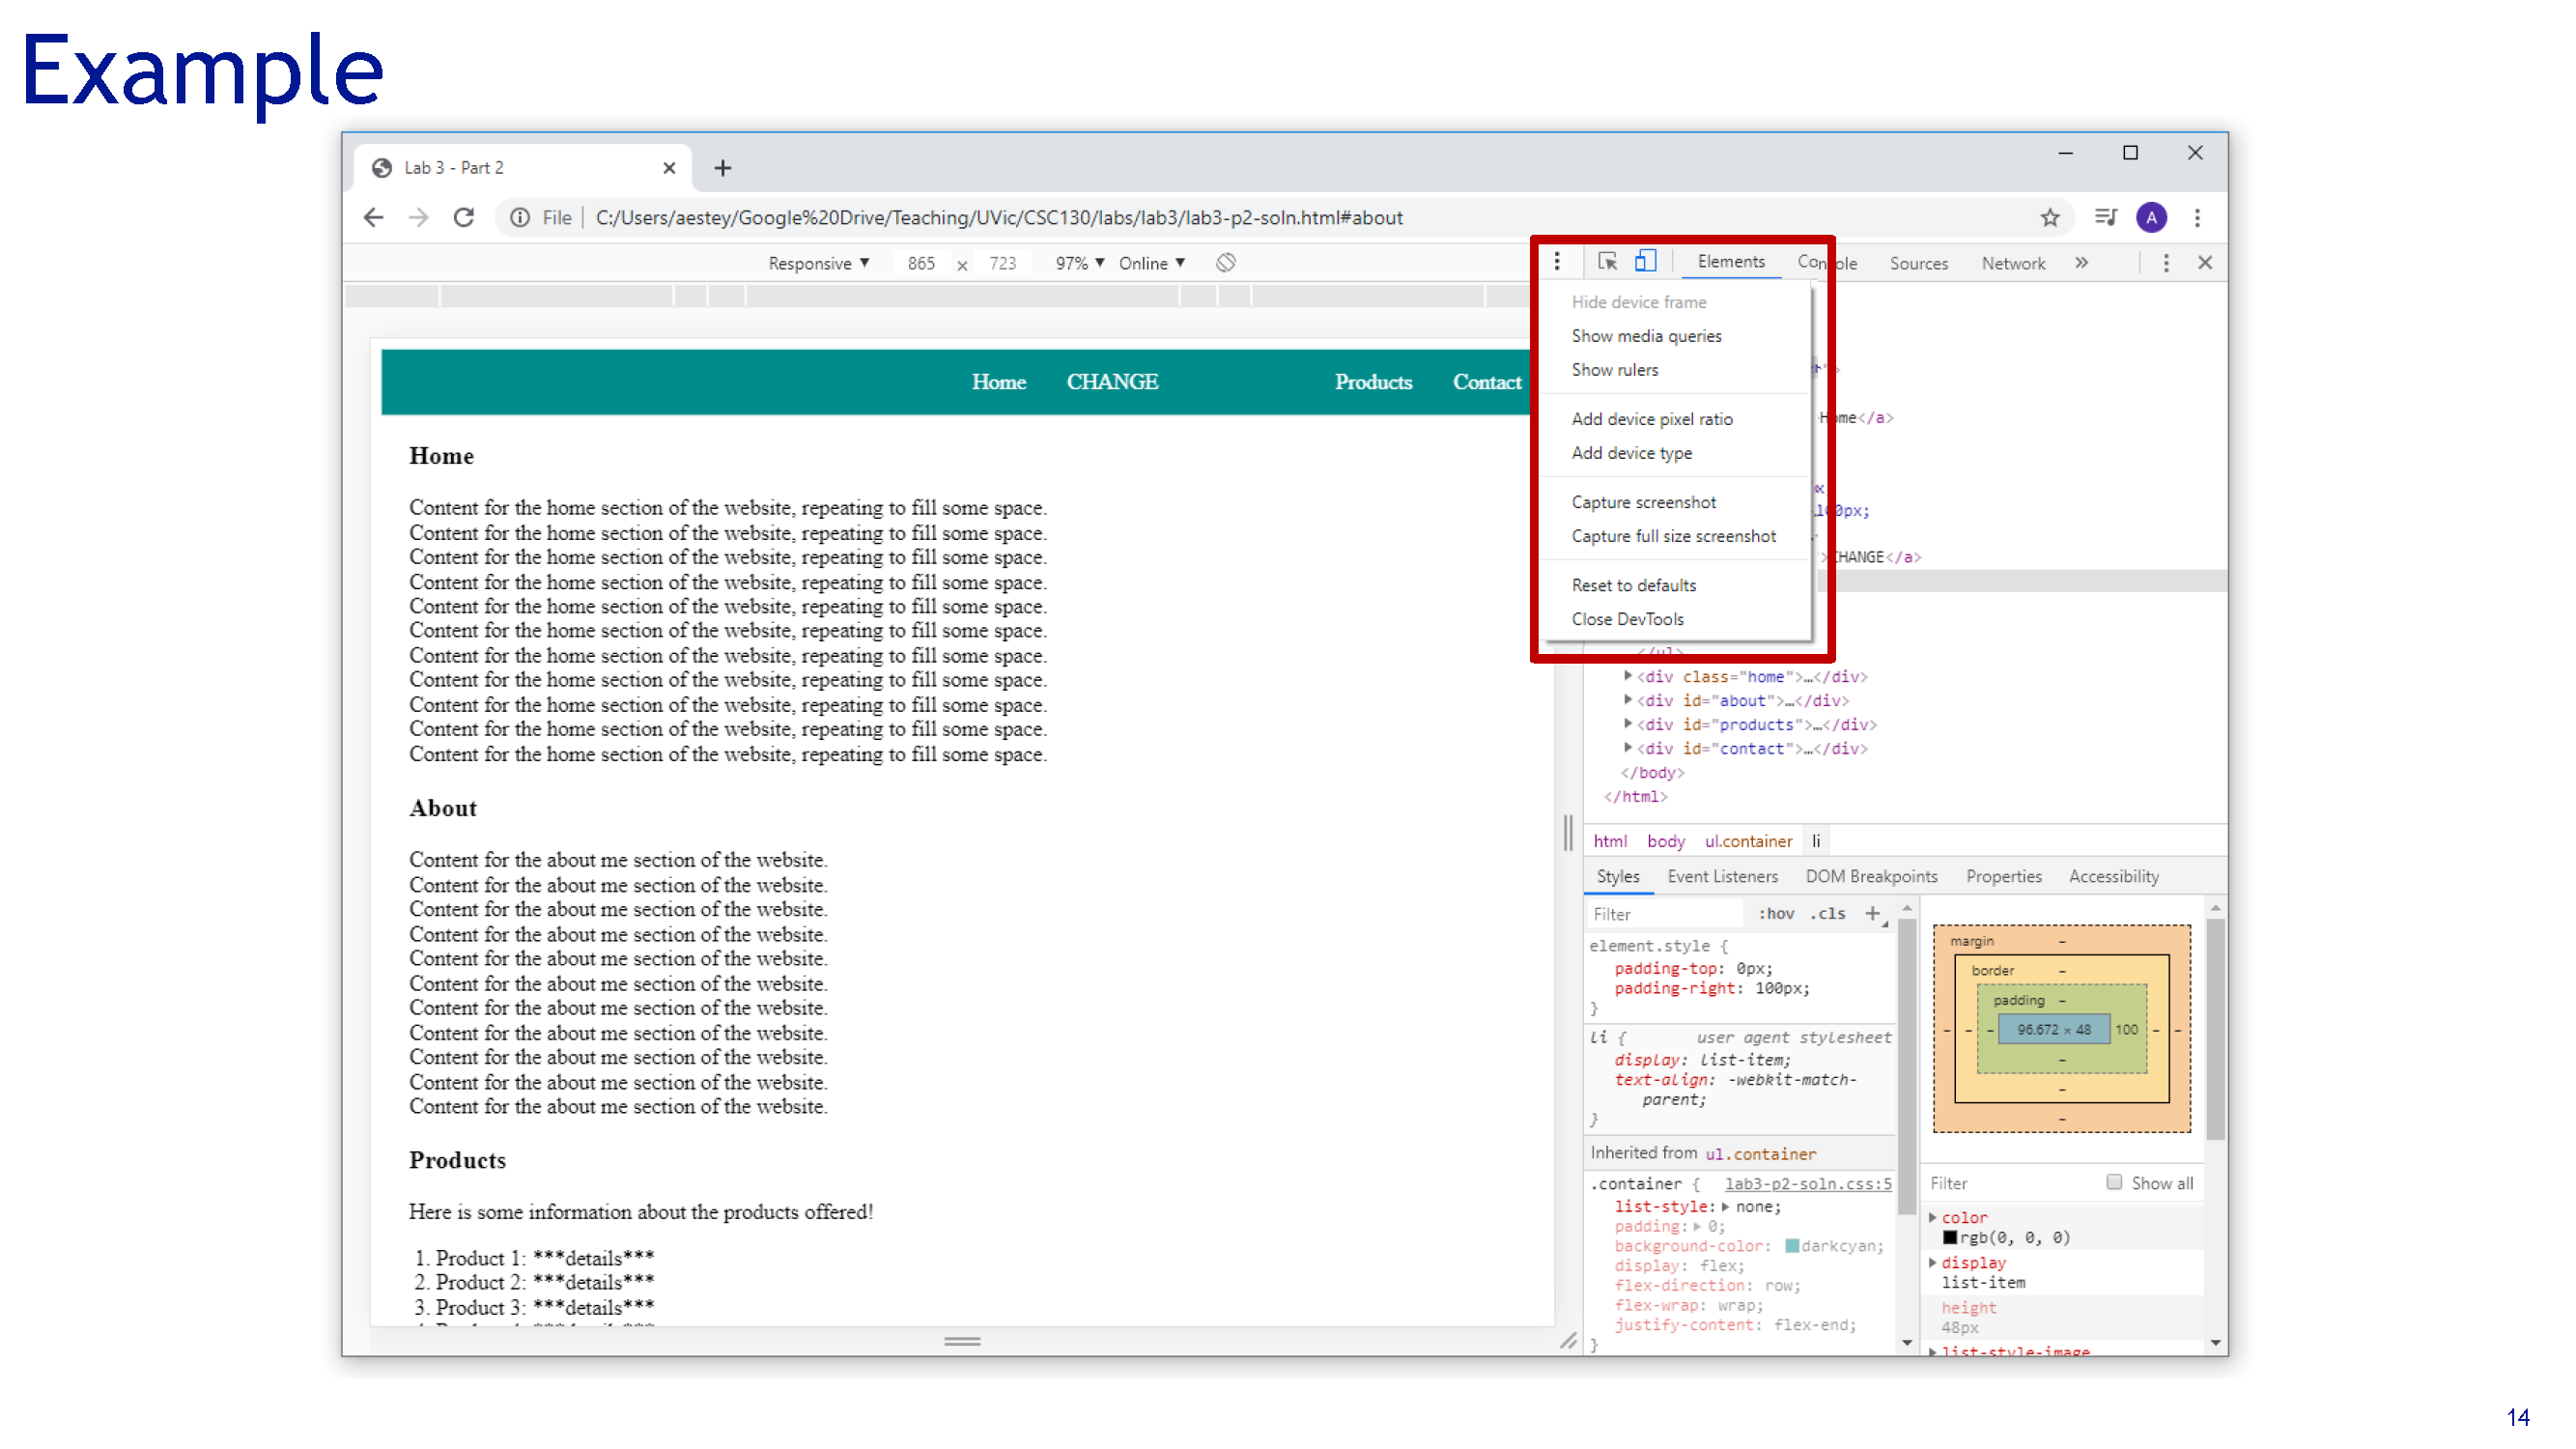 Example
Lab 3 - Part 2
File
C:/Users/aestey/Google%20Drive/Teaching/UVic/CSC130/labs/lab3/lab3-p2-soln.html#about
A
Responsive ▼ 865 x 723 97% ▼ Online ▼
Elements Sources Network »
Hide device frame
Show media queries
Show rulers
Add device pixel ratio
Add device type
Capture screenshot
Capture full size screenshot
Reset to defaults
Close DevTools
Home CHANGE Products Contact
Home
Content for the home section of the website, repeating to fill some space.
Content for the home section of the website, repeating to fill some space.
Content for the home section of the website, repeating to fill some space.
Content for the home section of the website, repeating to fill some space.
Content for the home section of the website, repeating to fill some space.
Content for the home section of the website, repeating to fill some space.
Content for the home section of the website, repeating to fill some space.
Content for the home section of the website, repeating to fill some space.
Content for the home section of the website, repeating to fill some space.
Content for the home section of the website, repeating to fill some space.
Content for the home section of the website, repeating to fill some space.
About
Content for the about me section of the website.
Content for the about me section of the website.
Content for the about me section of the website.
Content for the about me section of the website.
Content for the about me section of the website.
Content for the about me section of the website.
Content for the about me section of the website.
Content for the about me section of the website.
Content for the about me section of the website.
Content for the about me section of the website.
Content for the about me section of the website.
Products
Here is some information about the products offered!
1. Product 1: ***details***
2. Product 2: ***details***
3. Product 3: ***details***
Home</a>
100px;
>CHANGE</a>
</ul>
<div class="home">…</div>
<div id="about">…</div>
<div id="products">…</div>
<div id="contact">…</div>
</body>
</html>
html body ul.container li
Styles Event Listeners DOM Breakpoints Properties Accessibility
Filter :hov .cls +
element.style {
padding-top: 0px;
padding-right: 100px;
}
li { user agent stylesheet
display: list-item;
text-align: -webkit-match-
parent;
}
Inherited from ul.container
.container { lab3-p2-soln.css:5
list-style: none;
padding: 0;
background-color: darkcyan;
display: flex;
flex-direction: row;
flex-wrap: wrap;
justify-content: flex-end;
}
margin –
border –
padding –
– – – 96.672 × 48 100 – –
–
–
–
Filter Show all
color
rgb(0, 0, 0)
display
list-item
height
48px
list-style-image
14